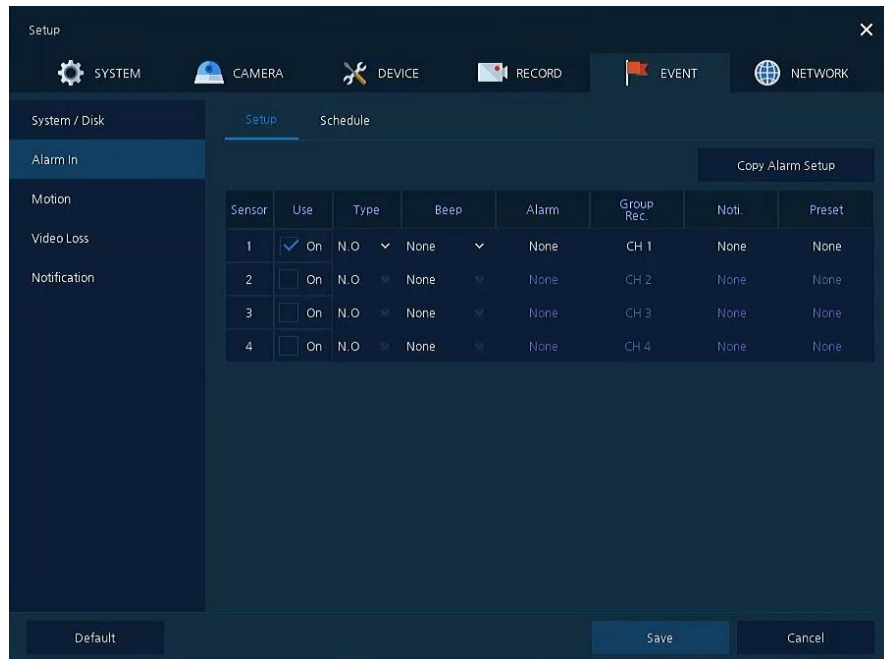 Setup
SYSTEM CAMERA DEVICE RECORD EVENT NETWORK
System / Disk
Alarm In
Motion
Video Loss
Notification
Setup Schedule
Copy Alarm Setup
Sensor Use Type Beep Alarm Group Rec. Noti. Preset
1 On N.O None None CH 1 None None
2 On N.O None None CH 2 None None
3 On N.O None None CH 3 None None
4 On N.O None None CH 4 None None
Default Save Cancel